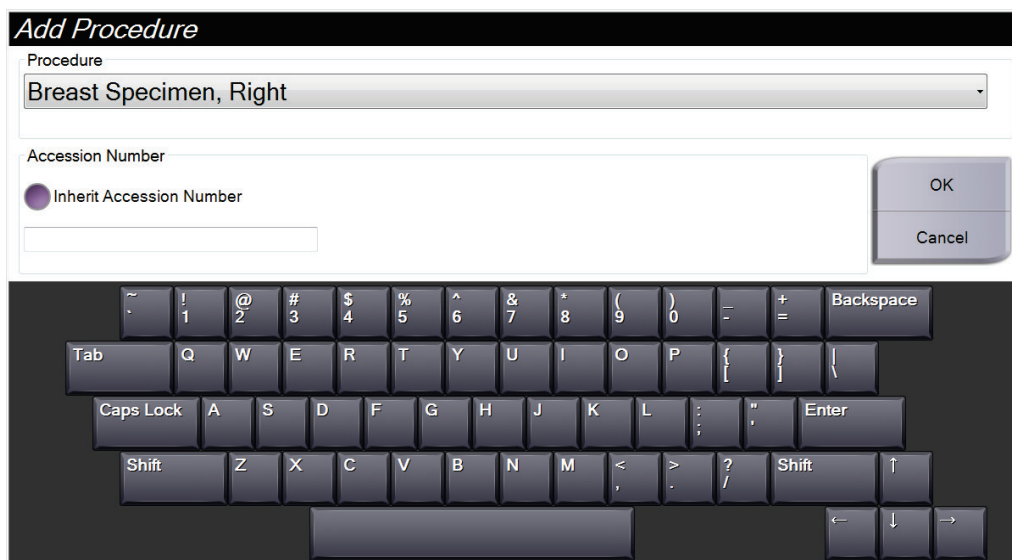 Add Procedure
Procedure
Breast Specimen, Right
Accession Number
Inherit Accession Number
OK
Cancel
~ ! @ # $ % ^ & * ( ) _ + Backspace
` 1 2 3 4 5 6 7 8 9 0 - =
Tab Q W E R T Y U I O P { } |
[ ] \
Caps Lock A S D F G H J K L : " Enter
; '
Shift Z X C V B N M < > ? Shift ↑
, . /
← ↓ →